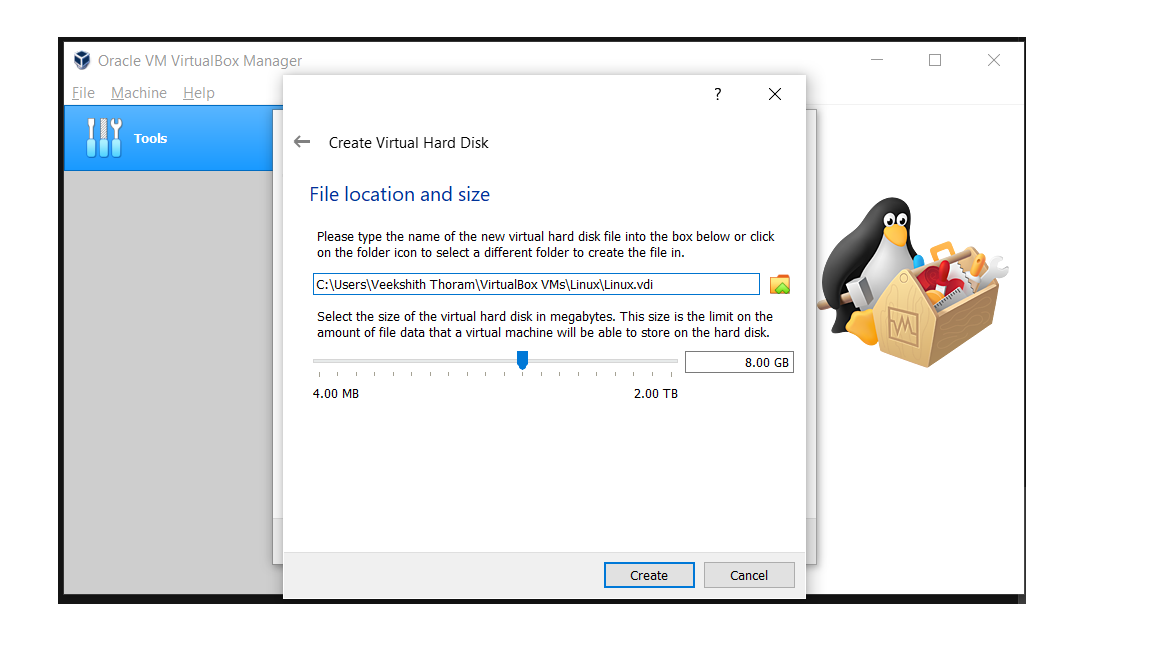 Oracle VM VirtualBox Manager
File Machine Help
?
Tools
Create Virtual Hard Disk
File location and size
Please type the name of the new virtual hard disk file into the box below or click
on the folder icon to select a different folder to create the file in.
C:\Users\Veekshith Thoram\VirtualBox VMs\Linux\Linux.vdi
Select the size of the virtual hard disk in megabytes. This size is the limit on the
amount of file data that a virtual machine will be able to store on the hard disk.
8.00 GB
4.00 MB 2.00 TB
Create Cancel